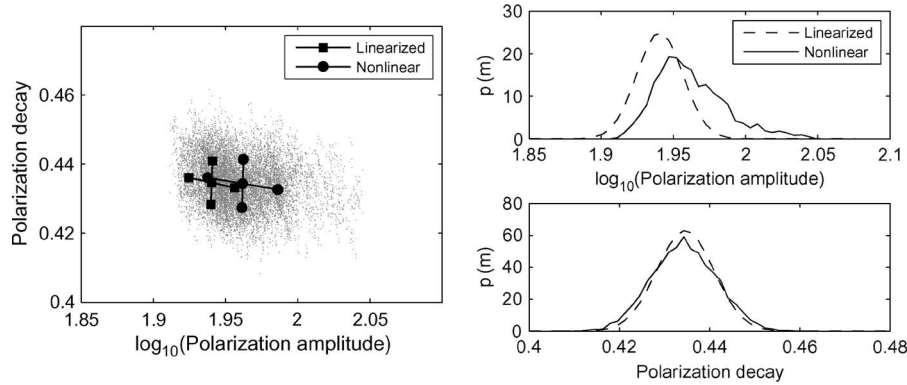 Linearized
Nonlinear
0.46
0.44
0.42
0.4
1.85
1.9
1.95
2
2.05
Polarization decay
log10(Polarization amplitude)
Linearized
Nonlinear
30
20
10
0
1.85
1.9
1.95
2
2.05
2.1
p (m)
log10(Polarization amplitude)
80
60
40
20
0
0.4
0.42
0.44
0.46
0.48
p (m)
Polarization decay